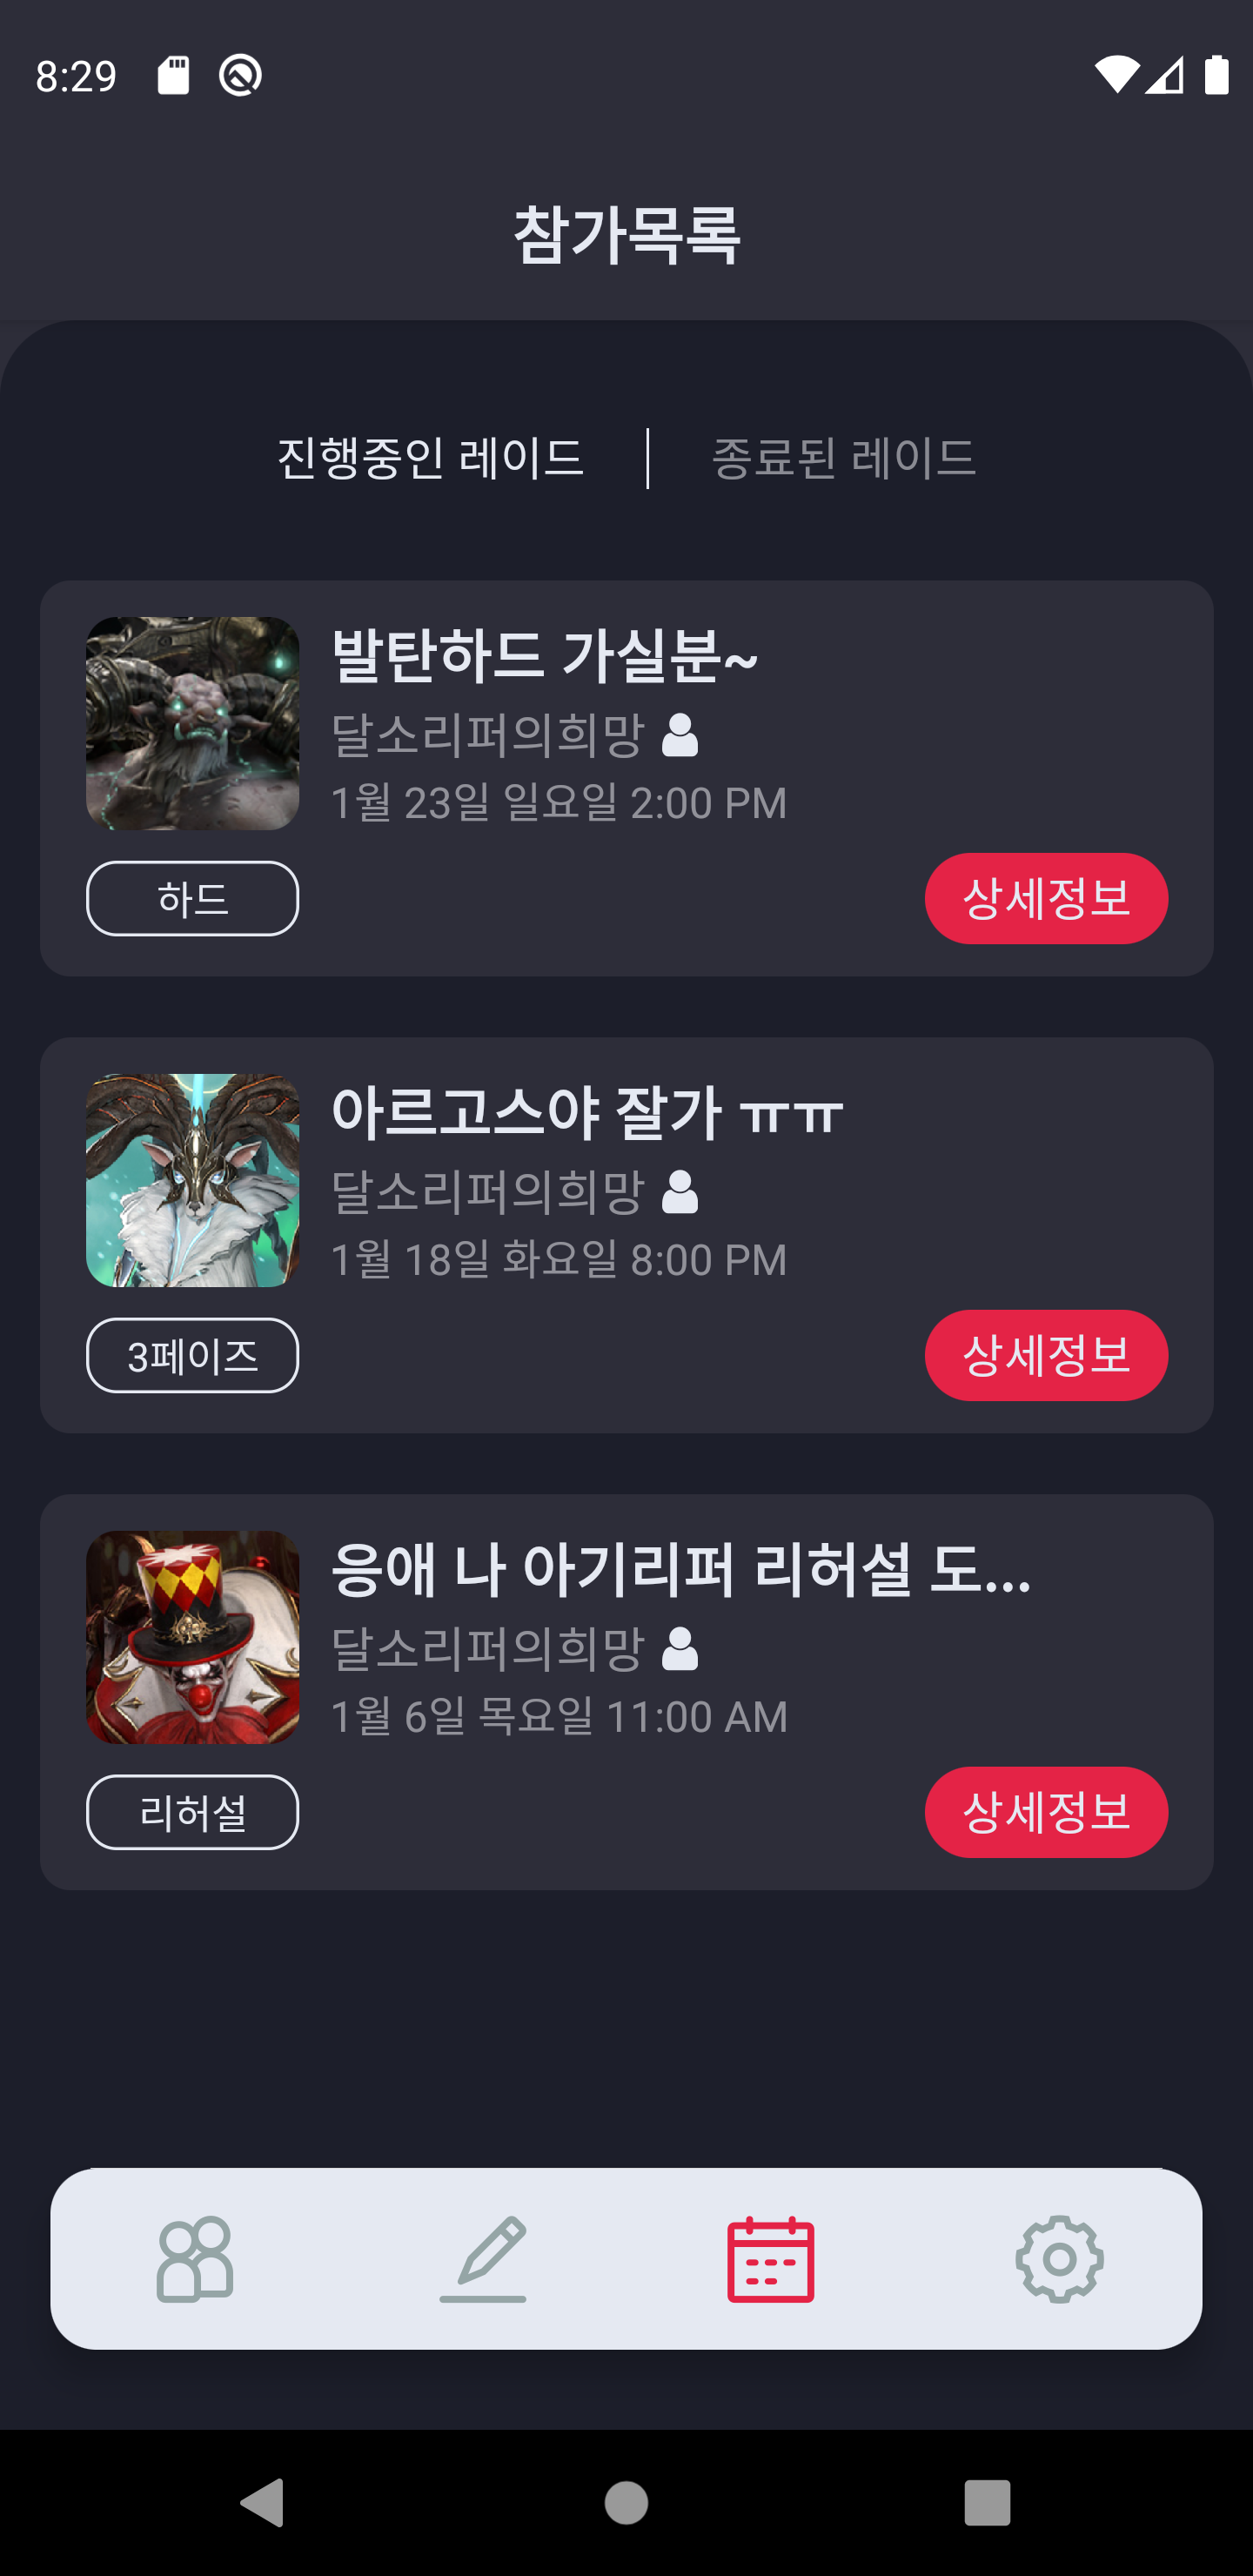 8:29
참가목록
진행중인 레이드
종료된 레이드
발탄하드 가실분~
달소리퍼의희망
1월 23일 일요일 2:00 PM
하드
상세정보
아르고스야 잘가 ㅠㅠ
달소리퍼의희망
1월 18일 화요일 8:00 PM
3페이즈
상세정보
응애 나 아기리퍼 리허설 도...
달소리퍼의희망
1월 6일 목요일 11:00 AM
리허설
상세정보